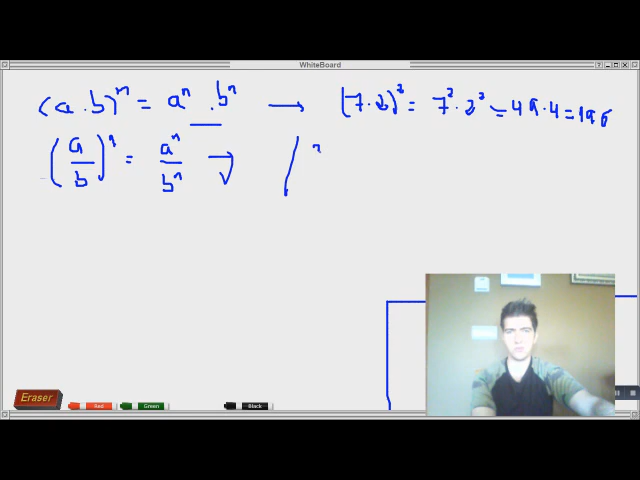 WhiteBoard
(a.b)ⁿ = aⁿ . bⁿ → (7.2)² = 7² . 2² = 49.4 = 196
(a/b)ⁿ = aⁿ/bⁿ →
Eraser Red Green Black